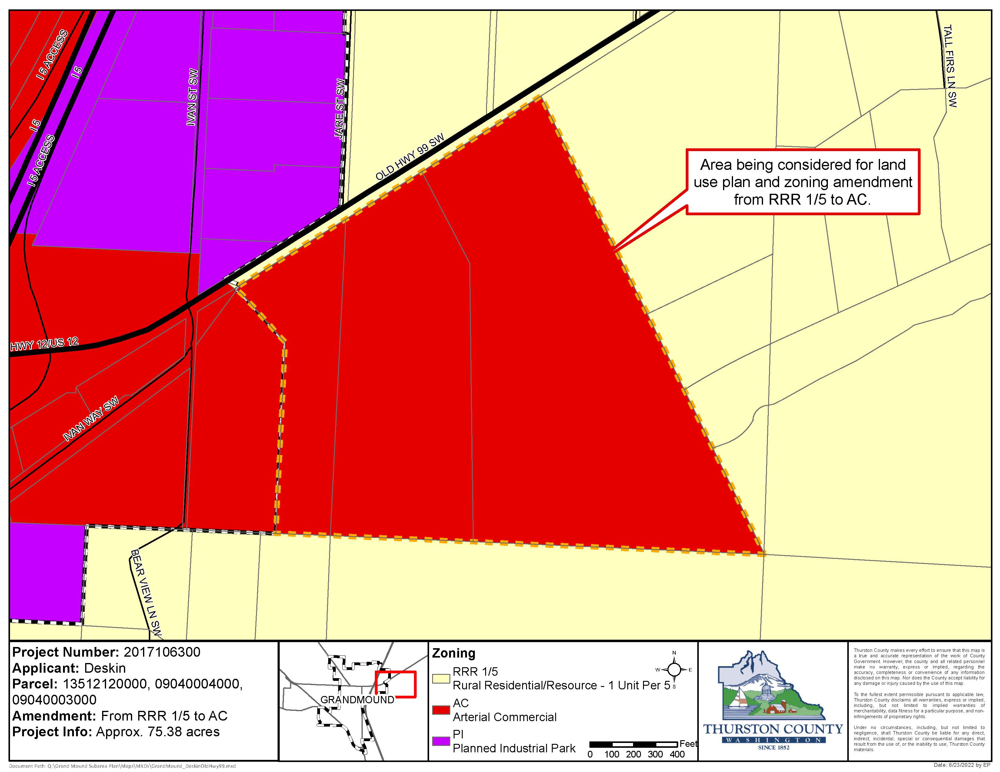 I 5 ACCESS
I 5
I 5
I 5 ACCESS
IVAN ST SW
JARE ST SW
OLD HWY 99 SW
TALL FIRS LN SW
Area being considered for land
use plan and zoning amendment
from RRR 1/5 to AC.
HWY 12/US 12
IVAN WAY SW
BEAR VIEW LN SW
Project Number: 2017106300
Applicant: Deskin
Parcel: 13512120000, 09040004000,
09040003000
Amendment: From RRR 1/5 to AC
Project Info: Approx. 75.38 acres
GRANDMOUND
Zoning
RRR 1/5
Rural Residential/Resource - 1 Unit Per 5
AC
Arterial Commercial
PI
Planned Industrial Park
N
W E
S
Feet
0 100 200 300 400
THURSTON COUNTY
WASHINGTON
SINCE 1852
Thurston County makes every effort to ensure that this map is
a true and accurate representation of the work of County
Government. However, the county and all related personnel
make no warranty, express or implied, regarding the
accuracy, completeness or convenience of any information
disclosed on this map. Nor does the County accept liability for
any damage or injury caused by the use of this map.
To the fullest extent permissible pursuant to applicable law,
Thurston County disclaims all warranties, express or implied,
including, but not limited to implied warranties of
merchantability, data fitness for a particular purpose, and non-
infringements of proprietary rights.
Under no circumstances, including, but not limited to
negligence, shall Thurston County be liable for any direct,
indirect, incidental, special or consequential damages that
result from the use of, or the inability to use, Thurston County
materials.
Document Path: Q:\Grand Mound Subarea Plan\Maps\MXDs\GrandMound_DeskinOldHwy99.mxd
Date: 8/23/2022 by EP